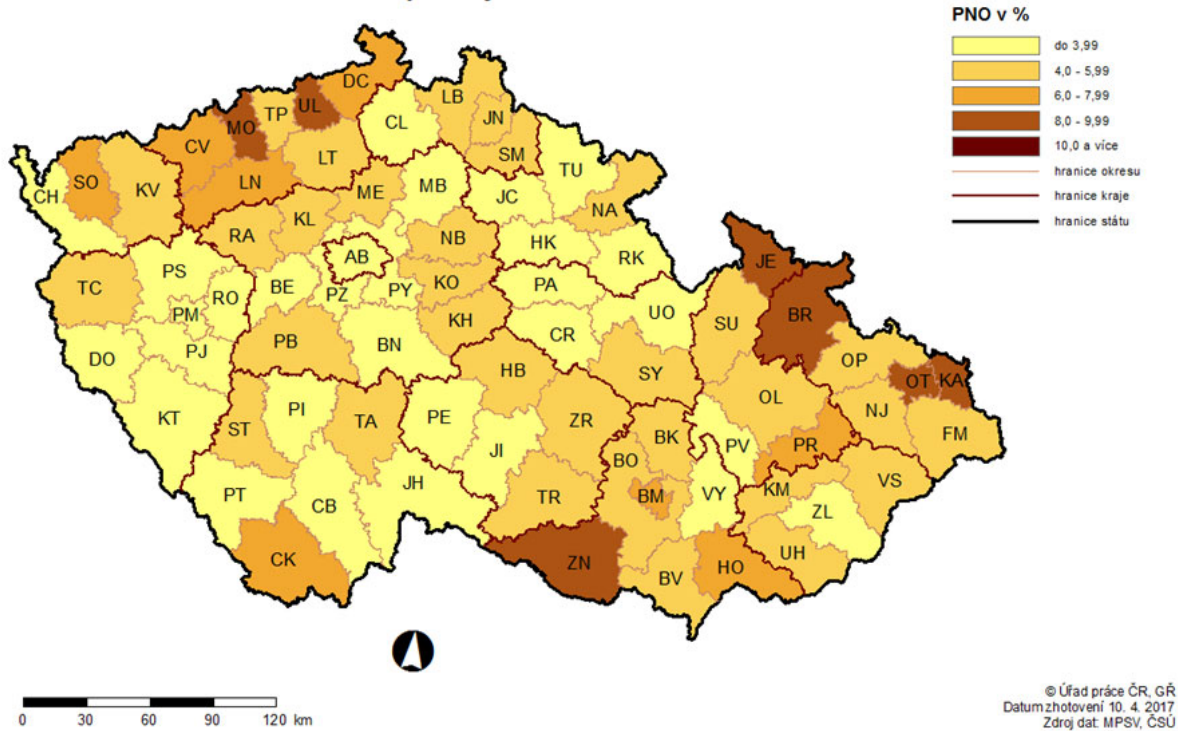 PNO v %
do 3,99
4,0 - 5,99
6,0 - 7,99
8,0 - 9,99
10,0 a více
hranice okresu
hranice kraje
hranice státu
DC
UL
LB
TP
JN
MO
CL
CV
LT
SM
TU
SO
KV
LN
MB
CH
ME
JC
KL
NA
RA
NB
HK
AB
RK
PS
JE
TC
RO
BE
PZ
PY
KO
PA
PM
UO
SU
BR
KH
CR
DO
PJ
PB
BN
OP
HB
SY
OT
KA
OL
KT
PI
TA
PE
ZR
NJ
ST
BK
PR
FM
PV
JI
BO
PT
CB
JH
TR
BM
VY
KM
VS
ZL
CK
ZN
BV
HO
UH
0 30 60 90 120 km
© Úřad práce ČR, GŘ
Datum zhotovení 10. 4. 2017
Zdroj dat: MPSV, ČSÚ